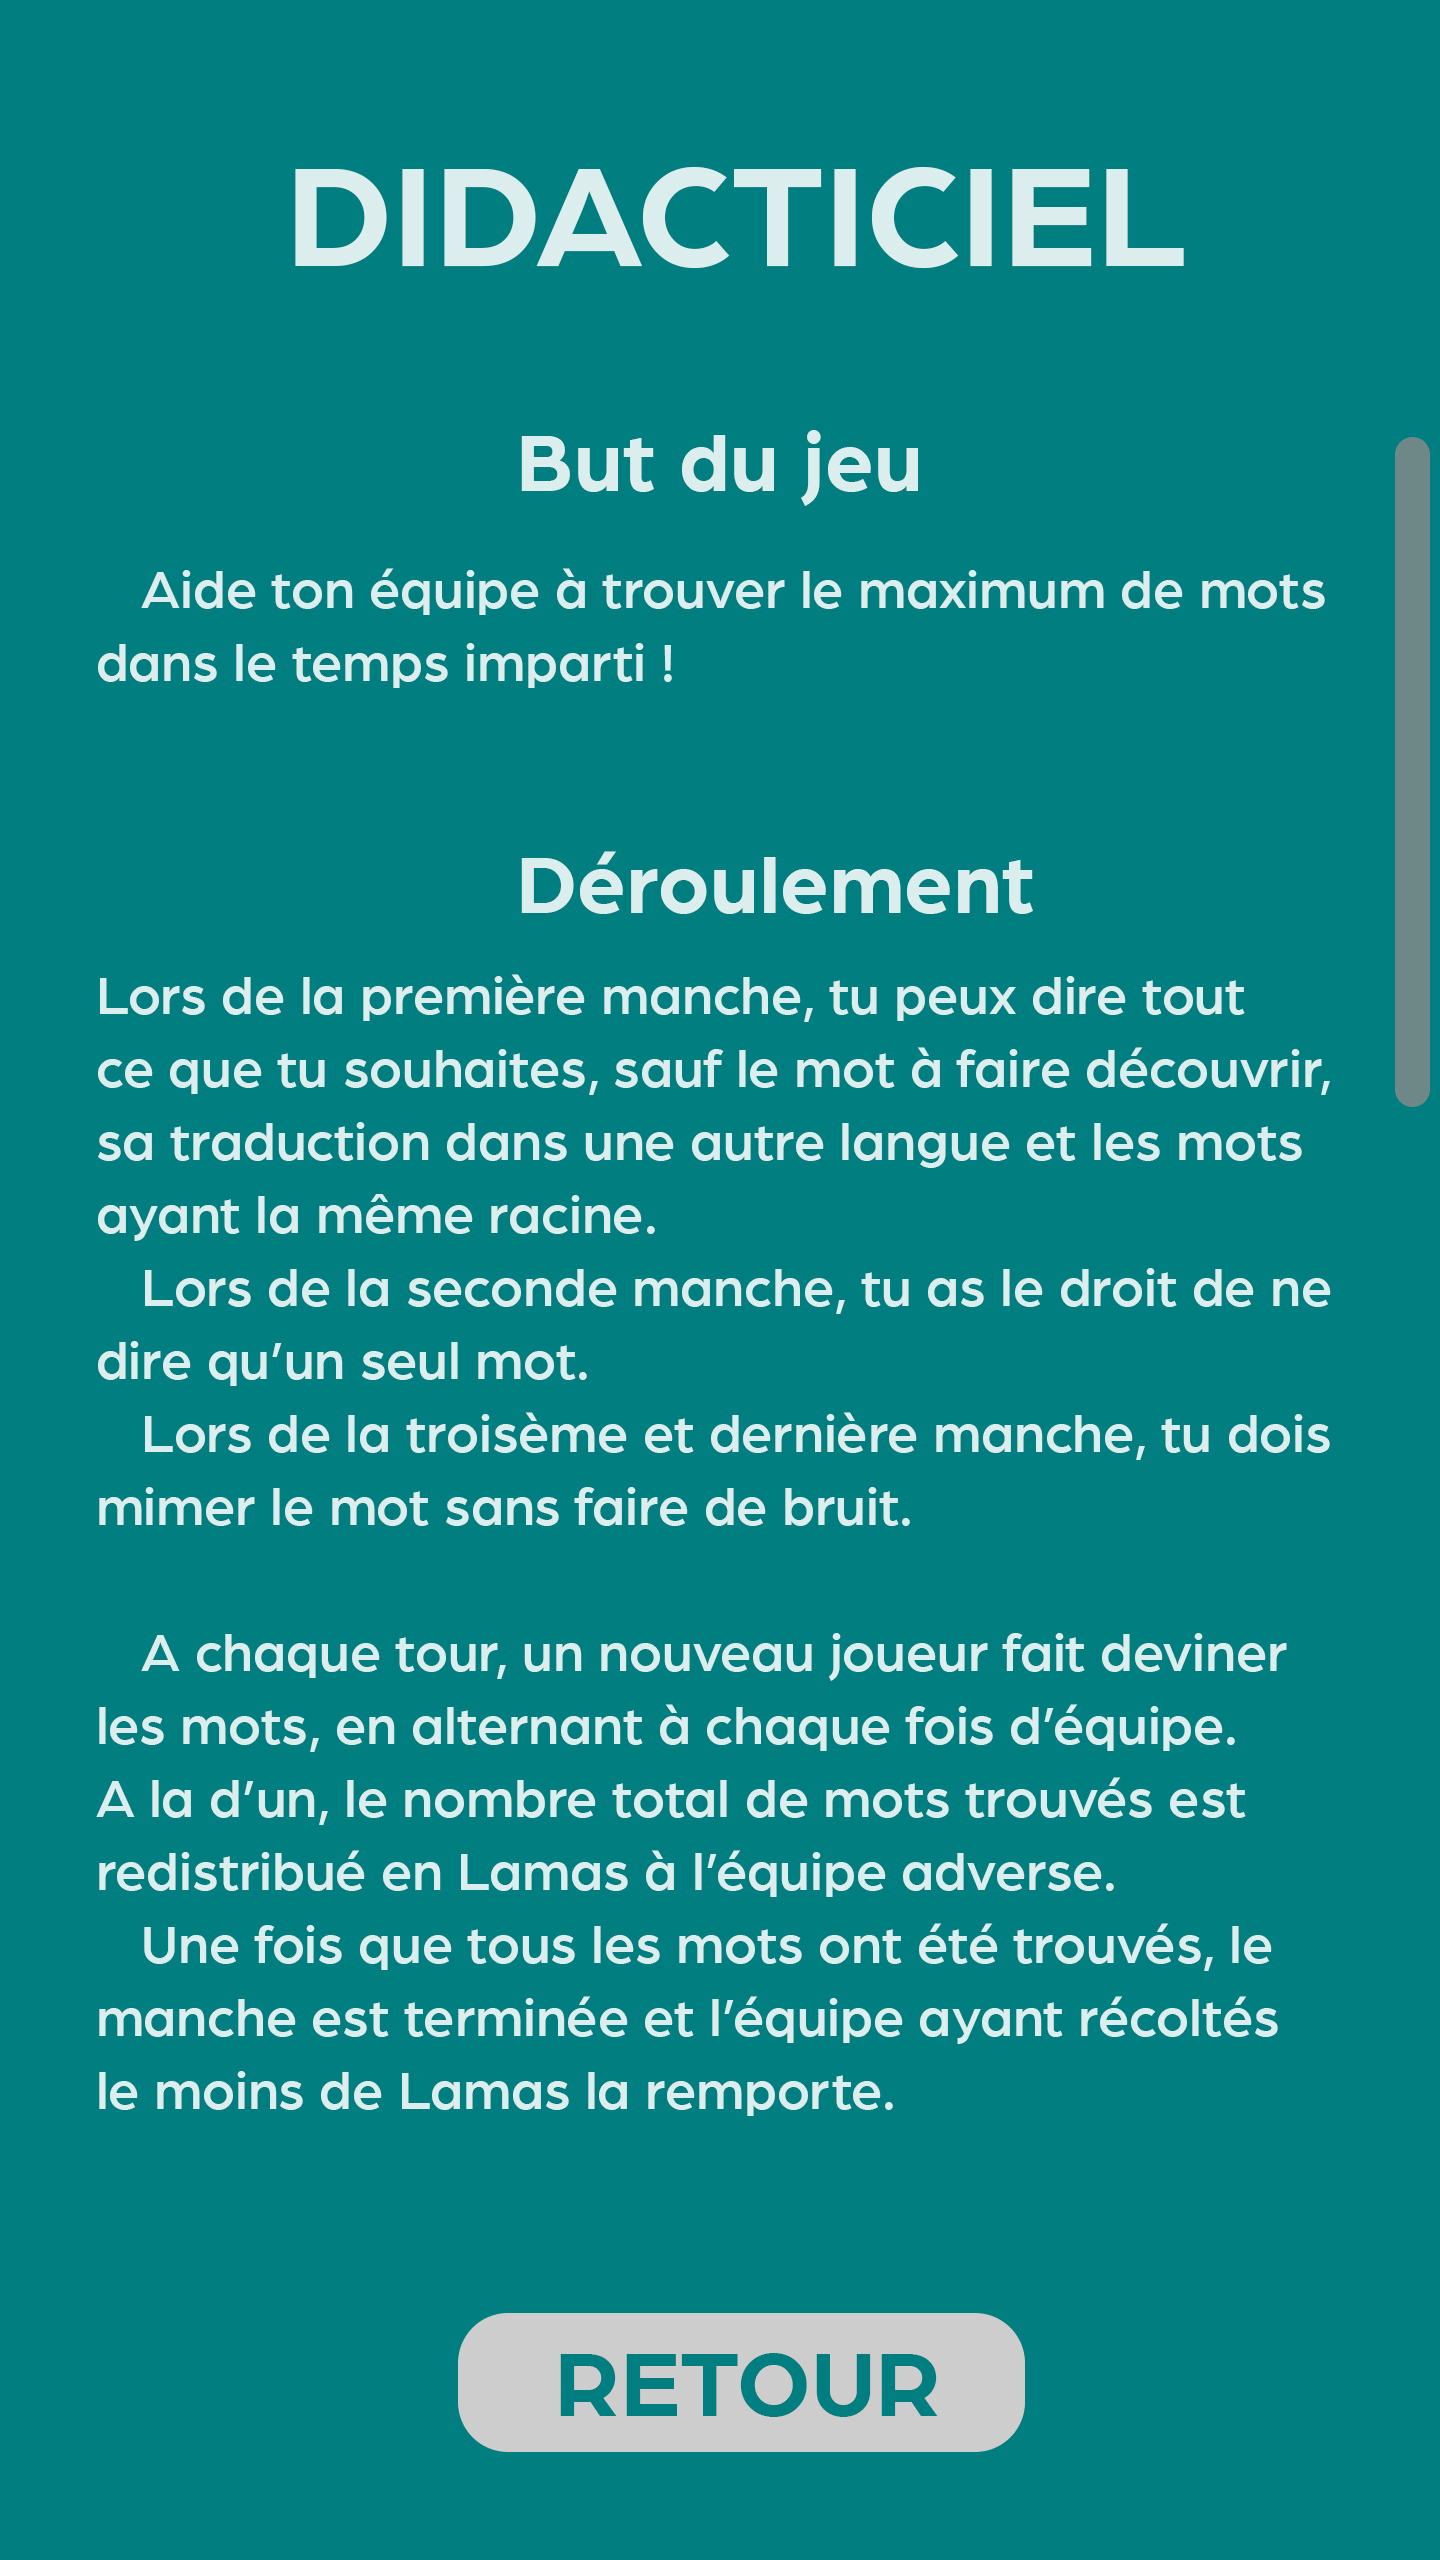 DIDACTICIEL
But du jeu
Aide ton équipe à trouver le maximum de mots
dans le temps imparti !
Déroulement
Lors de la première manche, tu peux dire tout
ce que tu souhaites, sauf le mot à faire découvrir,
sa traduction dans une autre langue et les mots
ayant la même racine.
Lors de la seconde manche, tu as le droit de ne
dire qu’un seul mot.
Lors de la troisème et dernière manche, tu dois
mimer le mot sans faire de bruit.
A chaque tour, un nouveau joueur fait deviner
les mots, en alternant à chaque fois d’équipe.
A la d’un, le nombre total de mots trouvés est
redistribué en Lamas à l’équipe adverse.
Une fois que tous les mots ont été trouvés, le
manche est terminée et l’équipe ayant récoltés
le moins de Lamas la remporte.
RETOUR